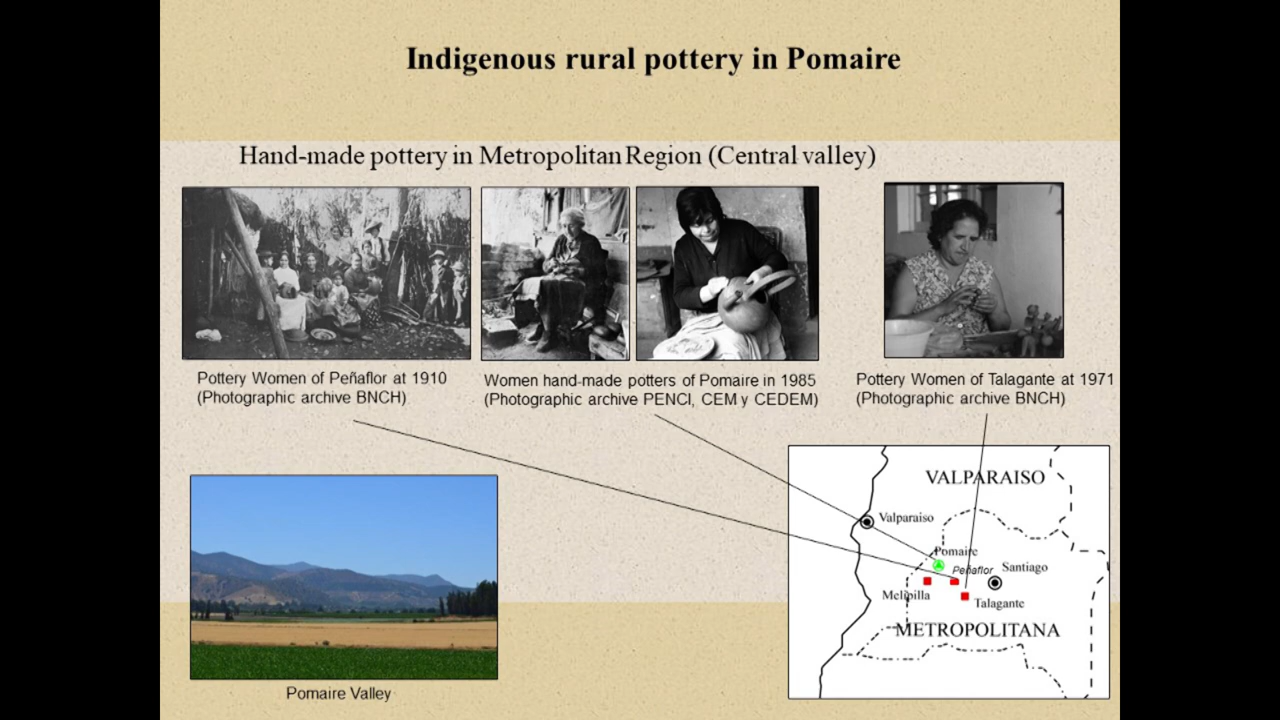 Indigenous rural pottery in Pomaire
Hand-made pottery in Metropolitan Region (Central valley)
Pottery Women of Peñaflor at 1910
(Photographic archive BNCH)
Women hand-made potters of Pomaire in 1985
(Photographic archive PENCI, CEM y CEDEM)
Pottery Women of Talagante at 1971
(Photographic archive BNCH)
VALPARAISO
Valparaiso
Pomaire
Peñaflor
Santiago
Melipilla
Talagante
METROPOLITANA
Pomaire Valley